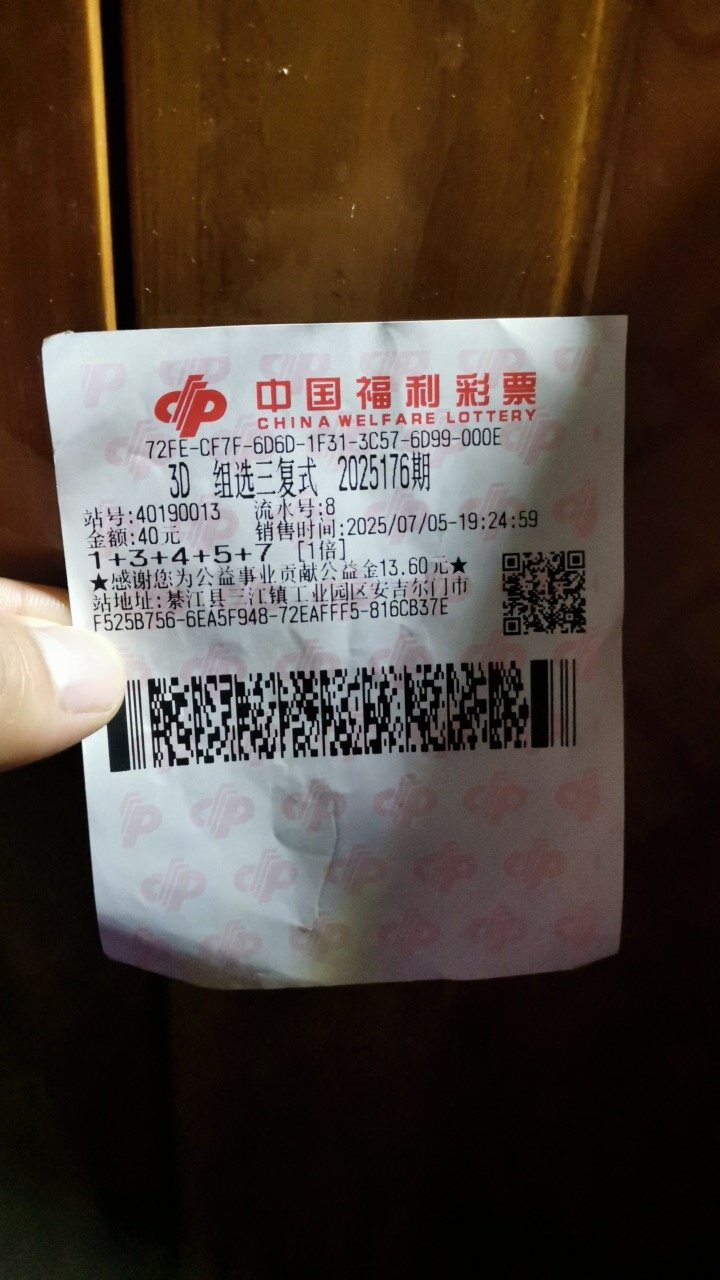 中国福利彩票
CHINA WELFARE LOTTERY
72FE-CF7F-6D6D-1F31-3C57-6D99-000E
3D 组选三复式 2025176期
站号:40190013 流水号:8
金额:40元 销售时间:2025/07/05-19:24:59
1+3+4+5+7 [1倍]
★感谢您为公益事业贡献公益金13.60元★
站地址:綦江县三江镇工业园区安吉尔门市
F525B756-6EA5F948-72EAFFF5-816CB37E